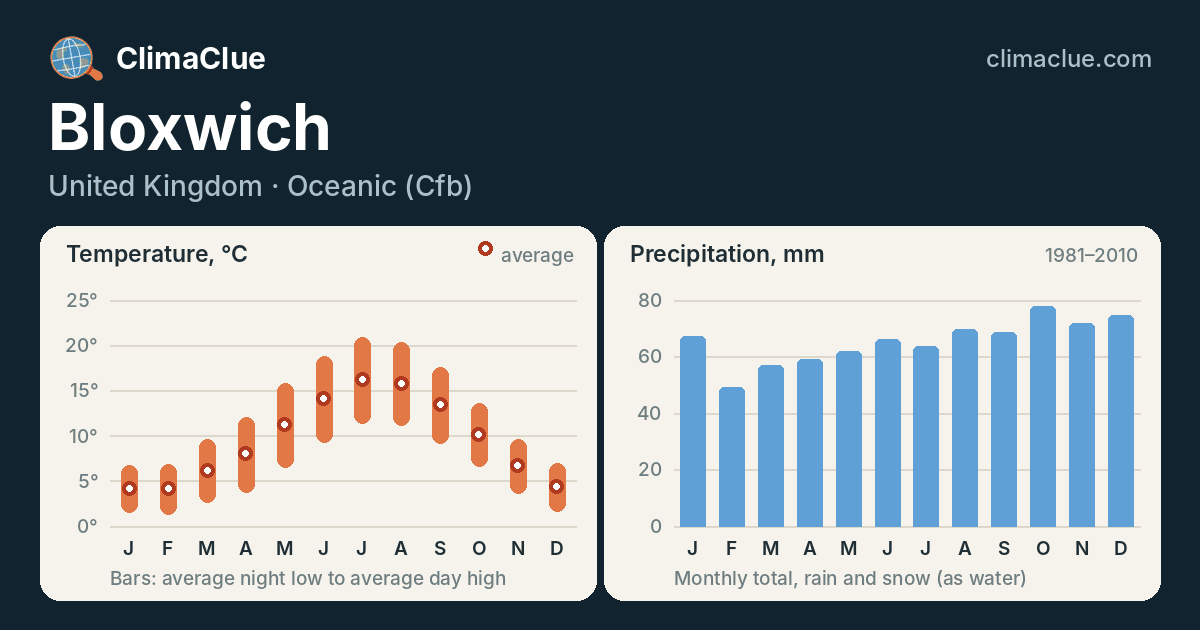 ClimaClue
climaclue.com
Bloxwich
United Kingdom · Oceanic (Cfb)
Temperature, °C
average
25°
20°
15°
10°
5°
0°
J F M A M J J A S O N D
Bars: average night low to average day high
Precipitation, mm
1981–2010
80
60
40
20
0
J F M A M J J A S O N D
Monthly total, rain and snow (as water)